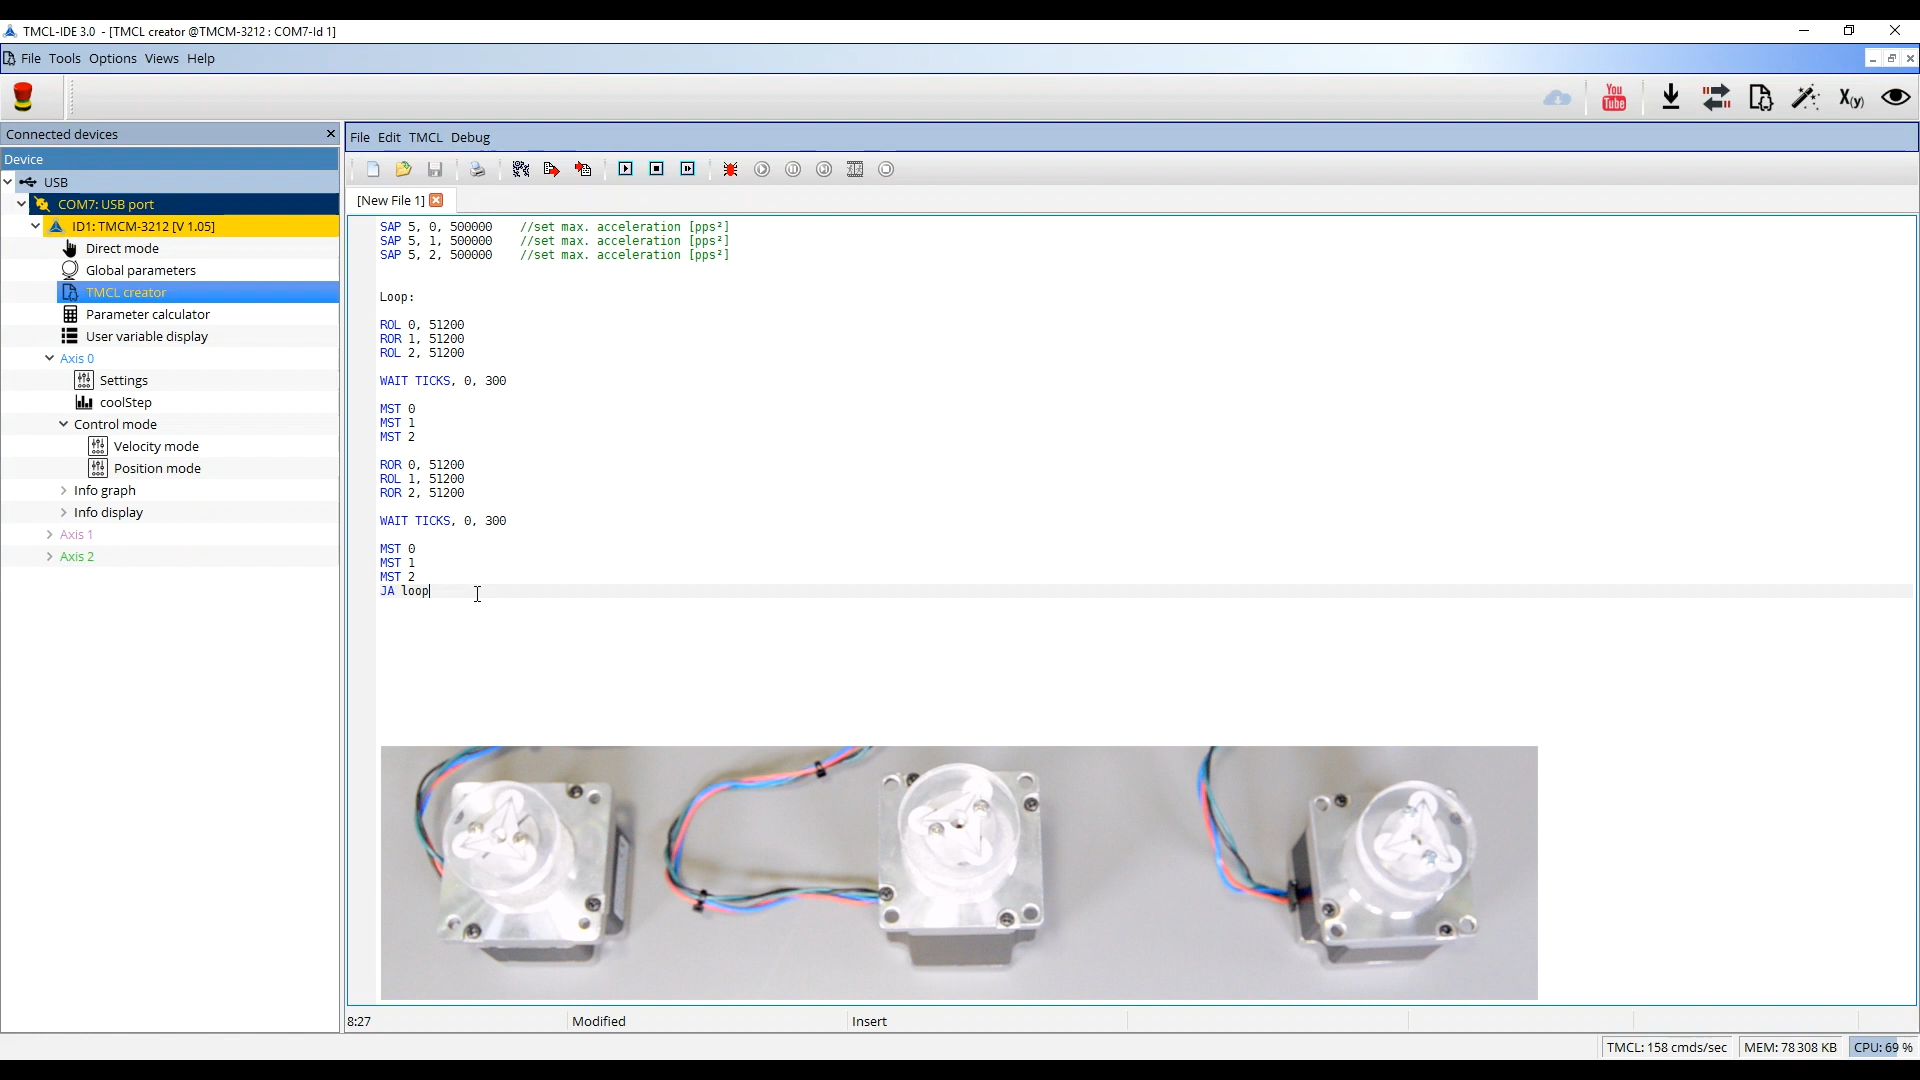 TMCL-IDE 3.0 - [TMCL creator @TMCM-3212 : COM7-Id 1]
File Tools Options Views Help
You
Tube
X(y)
Connected devices
Device
USB
COM7: USB port
ID1: TMCM-3212 [V 1.05]
Direct mode
Global parameters
TMCL creator
Parameter calculator
User variable display
Axis 0
Settings
coolStep
Control mode
Velocity mode
Position mode
Info graph
Info display
Axis 1
Axis 2
File Edit TMCL Debug
[New File 1]
SAP 5, 0, 500000 //set max. acceleration [pps²]
SAP 5, 1, 500000 //set max. acceleration [pps²]
SAP 5, 2, 500000 //set max. acceleration [pps²]
Loop:
ROL 0, 51200
ROR 1, 51200
ROL 2, 51200
WAIT TICKS, 0, 300
MST 0
MST 1
MST 2
ROR 0, 51200
ROL 1, 51200
ROR 2, 51200
WAIT TICKS, 0, 300
MST 0
MST 1
MST 2
JA loop
8:27 Modified Insert
TMCL: 158 cmds/sec MEM: 78 308 KB CPU: 69 %